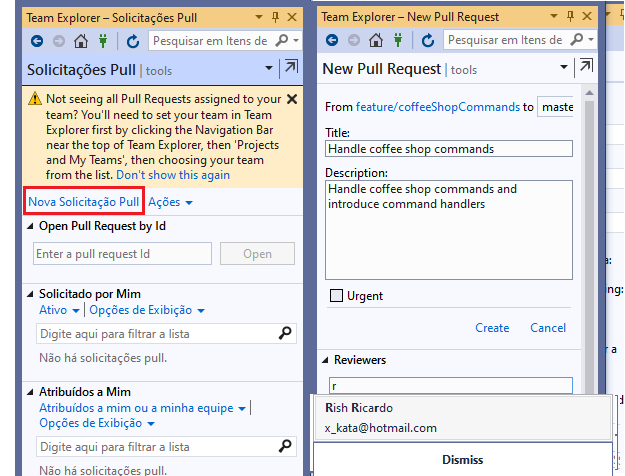 Team Explorer – Solicitações Pull
Pesquisar em Itens de
Solicitações Pull | tools
Not seeing all Pull Requests assigned to your
team? You'll need to set your team in Team
Explorer first by clicking the Navigation Bar
near the top of Team Explorer, then 'Projects
and My Teams', then choosing your team
from the list. Don't show this again
Nova Solicitação Pull Ações
Open Pull Request by Id
Enter a pull request Id Open
Solicitado por Mim
Ativo | Opções de Exibição
Digite aqui para filtrar a lista
Não há solicitações pull.
Atribuídos a Mim
Atribuídos a mim ou a minha equipe |
Opções de Exibição
Digite aqui para filtrar a lista
Não há solicitações pull.
Team Explorer – New Pull Request
Pesquisar em Itens de
New Pull Request | tools
From feature/coffeeShopCommands to maste
Title:
Handle coffee shop commands
Description:
Handle coffee shop commands and
introduce command handlers
Urgent
Create Cancel
Reviewers
r
Rish Ricardo
x_kata@hotmail.com
Dismiss